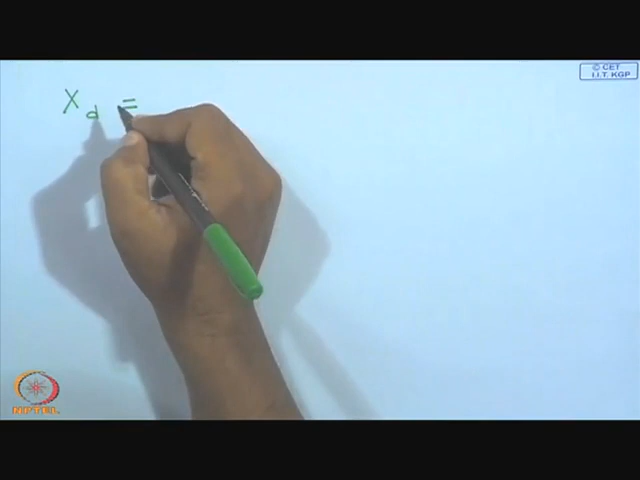 © CET
I.I.T. KGP
X_d =
NPTEL